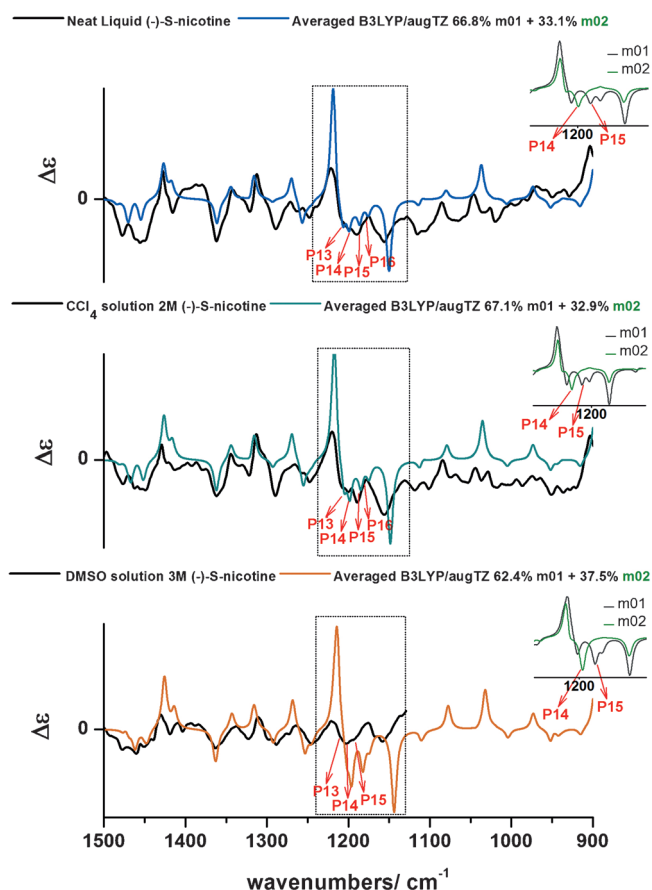 Neat Liquid (-)-S-nicotine Averaged B3LYP/augTZ 66.8% m01 + 33.1% m02
m01
m02
1200
P14
P15
Δε
0
P13
P14
P15
P16
CCl4 solution 2M (-)-S-nicotine Averaged B3LYP/augTZ 67.1% m01 + 32.9% m02
m01
m02
1200
P14
P15
Δε
0
P13
P14
P15
P16
DMSO solution 3M (-)-S-nicotine Averaged B3LYP/augTZ 62.4% m01 + 37.5% m02
m01
m02
1200
P14
P15
Δε
0
P13
P14
P15
1500 1400 1300 1200 1100 1000 900
wavenumbers/ cm-1